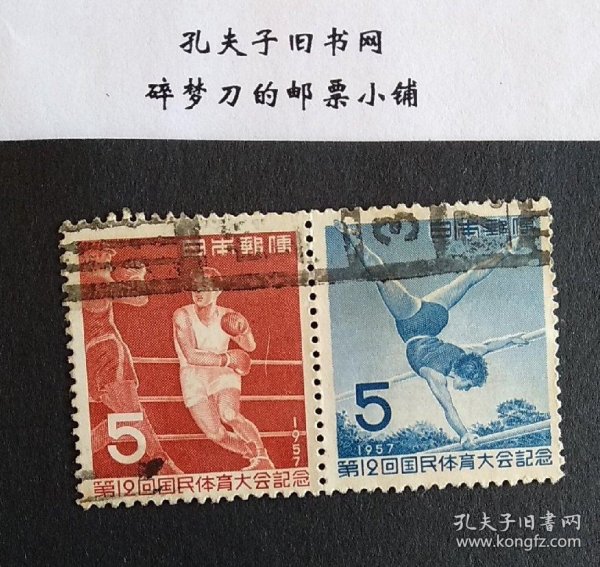 孔夫子旧书网
碎梦刀的邮票小铺
日本郵便
5
1957
第12回国民体育大会記念
日本郵便
5
1957
第12回国民体育大会記念
孔夫子旧書网
www.kongfz.com